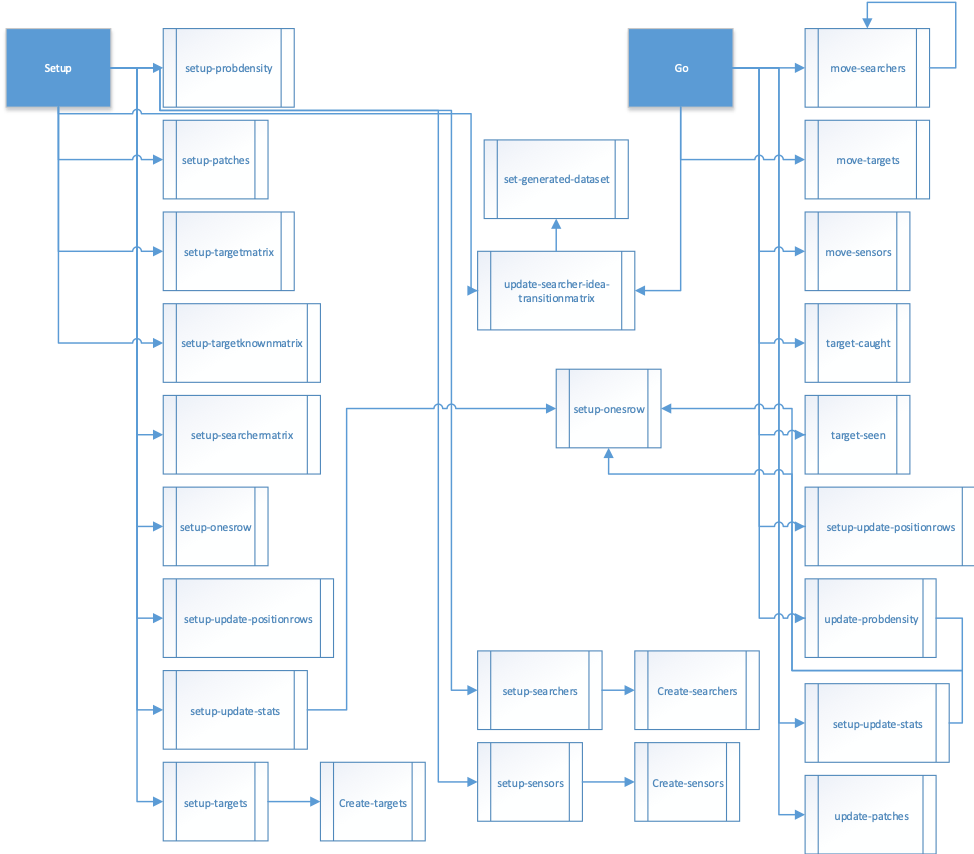 Setup
setup-probdensity
Go
move-searchers
setup-patches
set-generated-dataset
move-targets
setup-targetmatrix
update-searcher-idea-
transitionmatrix
move-sensors
setup-targetknownmatrix
target-caught
setup-searchermatrix
setup-onesrow
target-seen
setup-onesrow
setup-update-positionrows
setup-update-positionrows
update-probdensity
setup-update-stats
setup-searchers
Create-searchers
setup-update-stats
setup-targets
Create-targets
setup-sensors
Create-sensors
update-patches